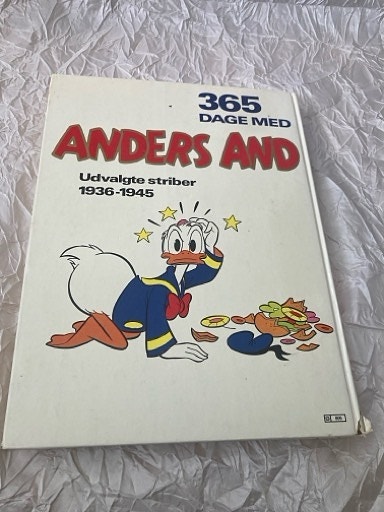 365
DAGE MED
ANDERS AND
Udvalgte striber
1936-1945